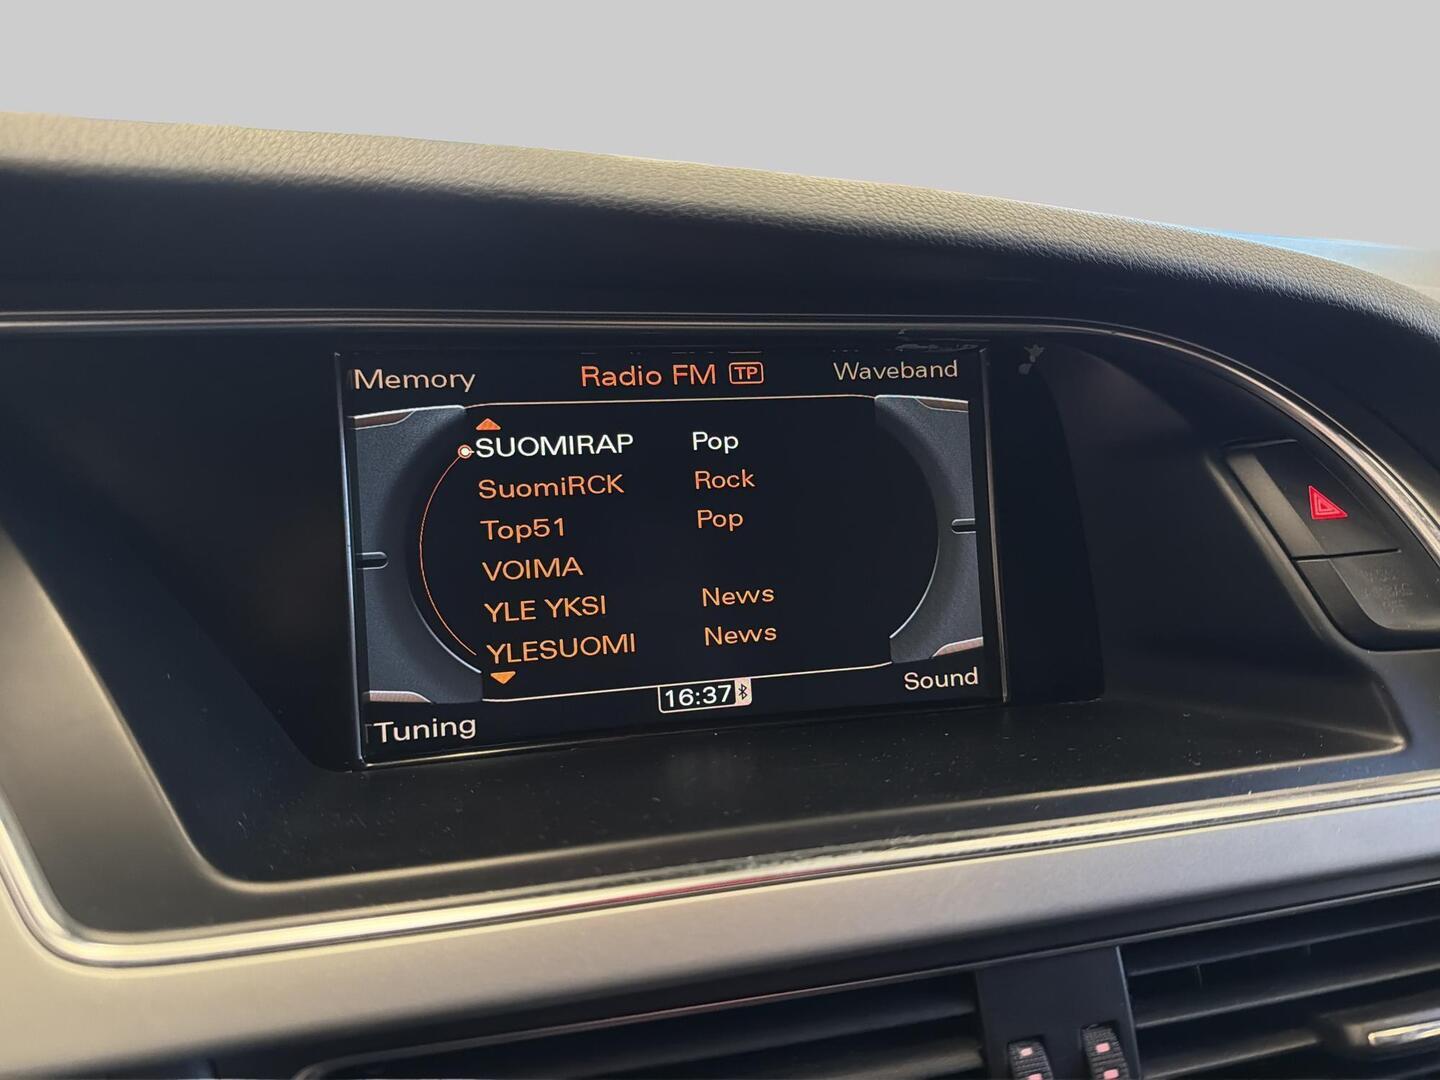 Memory Radio FM TP Waveband
SUOMIRAP Pop
SuomiRCK Rock
Top51 Pop
VOIMA
YLE YKSI News
YLESUOMI News
16:37
Tuning Sound